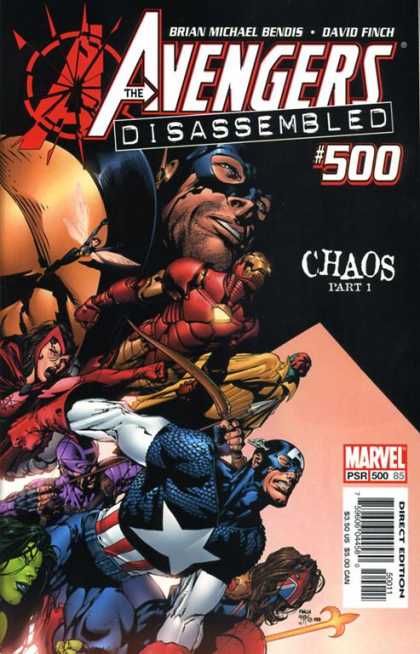 BRIAN MICHAEL BENDIS • DAVID FINCH
THE AVENGERS
DISASSEMBLED
#500
CHAOS
PART 1
MARVEL
PSR 500 85
DIRECT EDITION
$3.50 US $5.00 CAN
50011